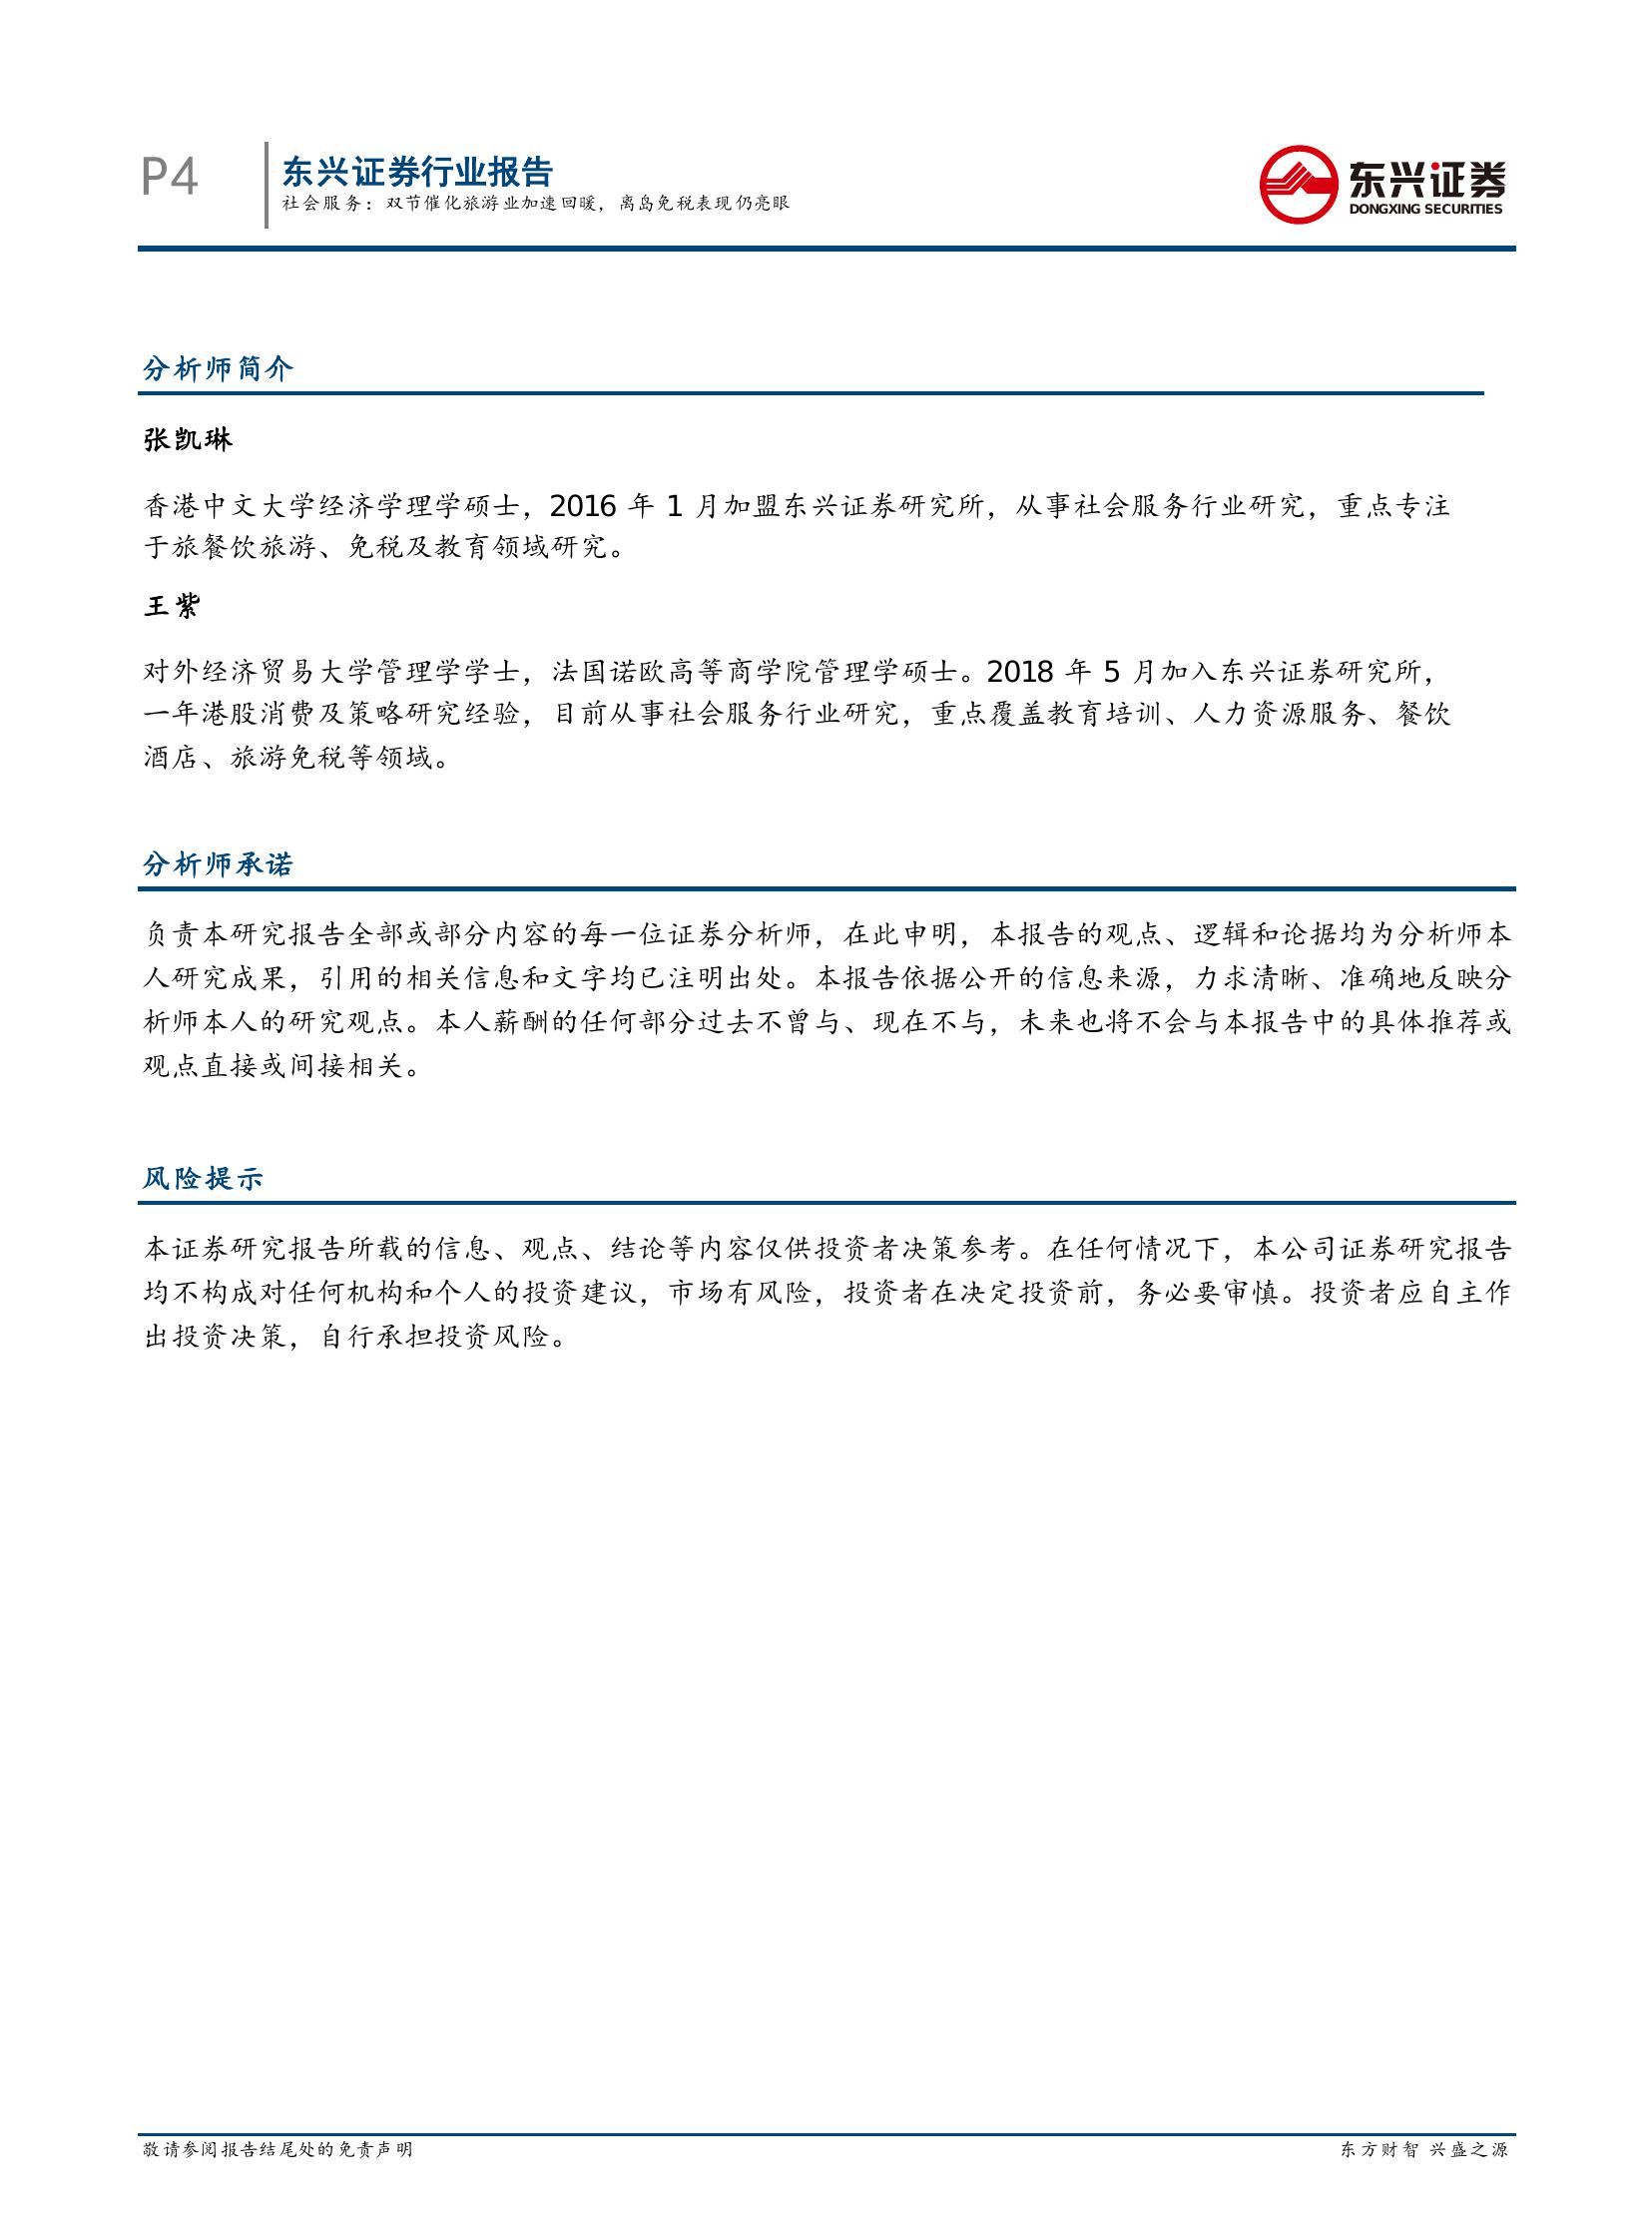 P4
东兴证券行业报告
社会服务：双节催化旅游业加速回暖，离岛免税表现仍亮眼
东兴证券
DONGXING SECURITIES
分析师简介
张凯琳
香港中文大学经济学理学硕士，2016 年 1 月加盟东兴证券研究所，从事社会服务行业研究，重点专注
于旅餐饮旅游、免税及教育领域研究。
王紫
对外经济贸易大学管理学学士，法国诺欧高等商学院管理学硕士。2018 年 5 月加入东兴证券研究所，
一年港股消费及策略研究经验，目前从事社会服务行业研究，重点覆盖教育培训、人力资源服务、餐饮
酒店、旅游免税等领域。
分析师承诺
负责本研究报告全部或部分内容的每一位证券分析师，在此申明，本报告的观点、逻辑和论据均为分析师本
人研究成果，引用的相关信息和文字均已注明出处。本报告依据公开的信息来源，力求清晰、准确地反映分
析师本人的研究观点。本人薪酬的任何部分过去不曾与、现在不与，未来也将不会与本报告中的具体推荐或
观点直接或间接相关。
风险提示
本证券研究报告所载的信息、观点、结论等内容仅供投资者决策参考。在任何情况下，本公司证券研究报告
均不构成对任何机构和个人的投资建议，市场有风险，投资者在决定投资前，务必要审慎。投资者应自主作
出投资决策，自行承担投资风险。
敬请参阅报告结尾处的免责声明
东方财智 兴盛之源